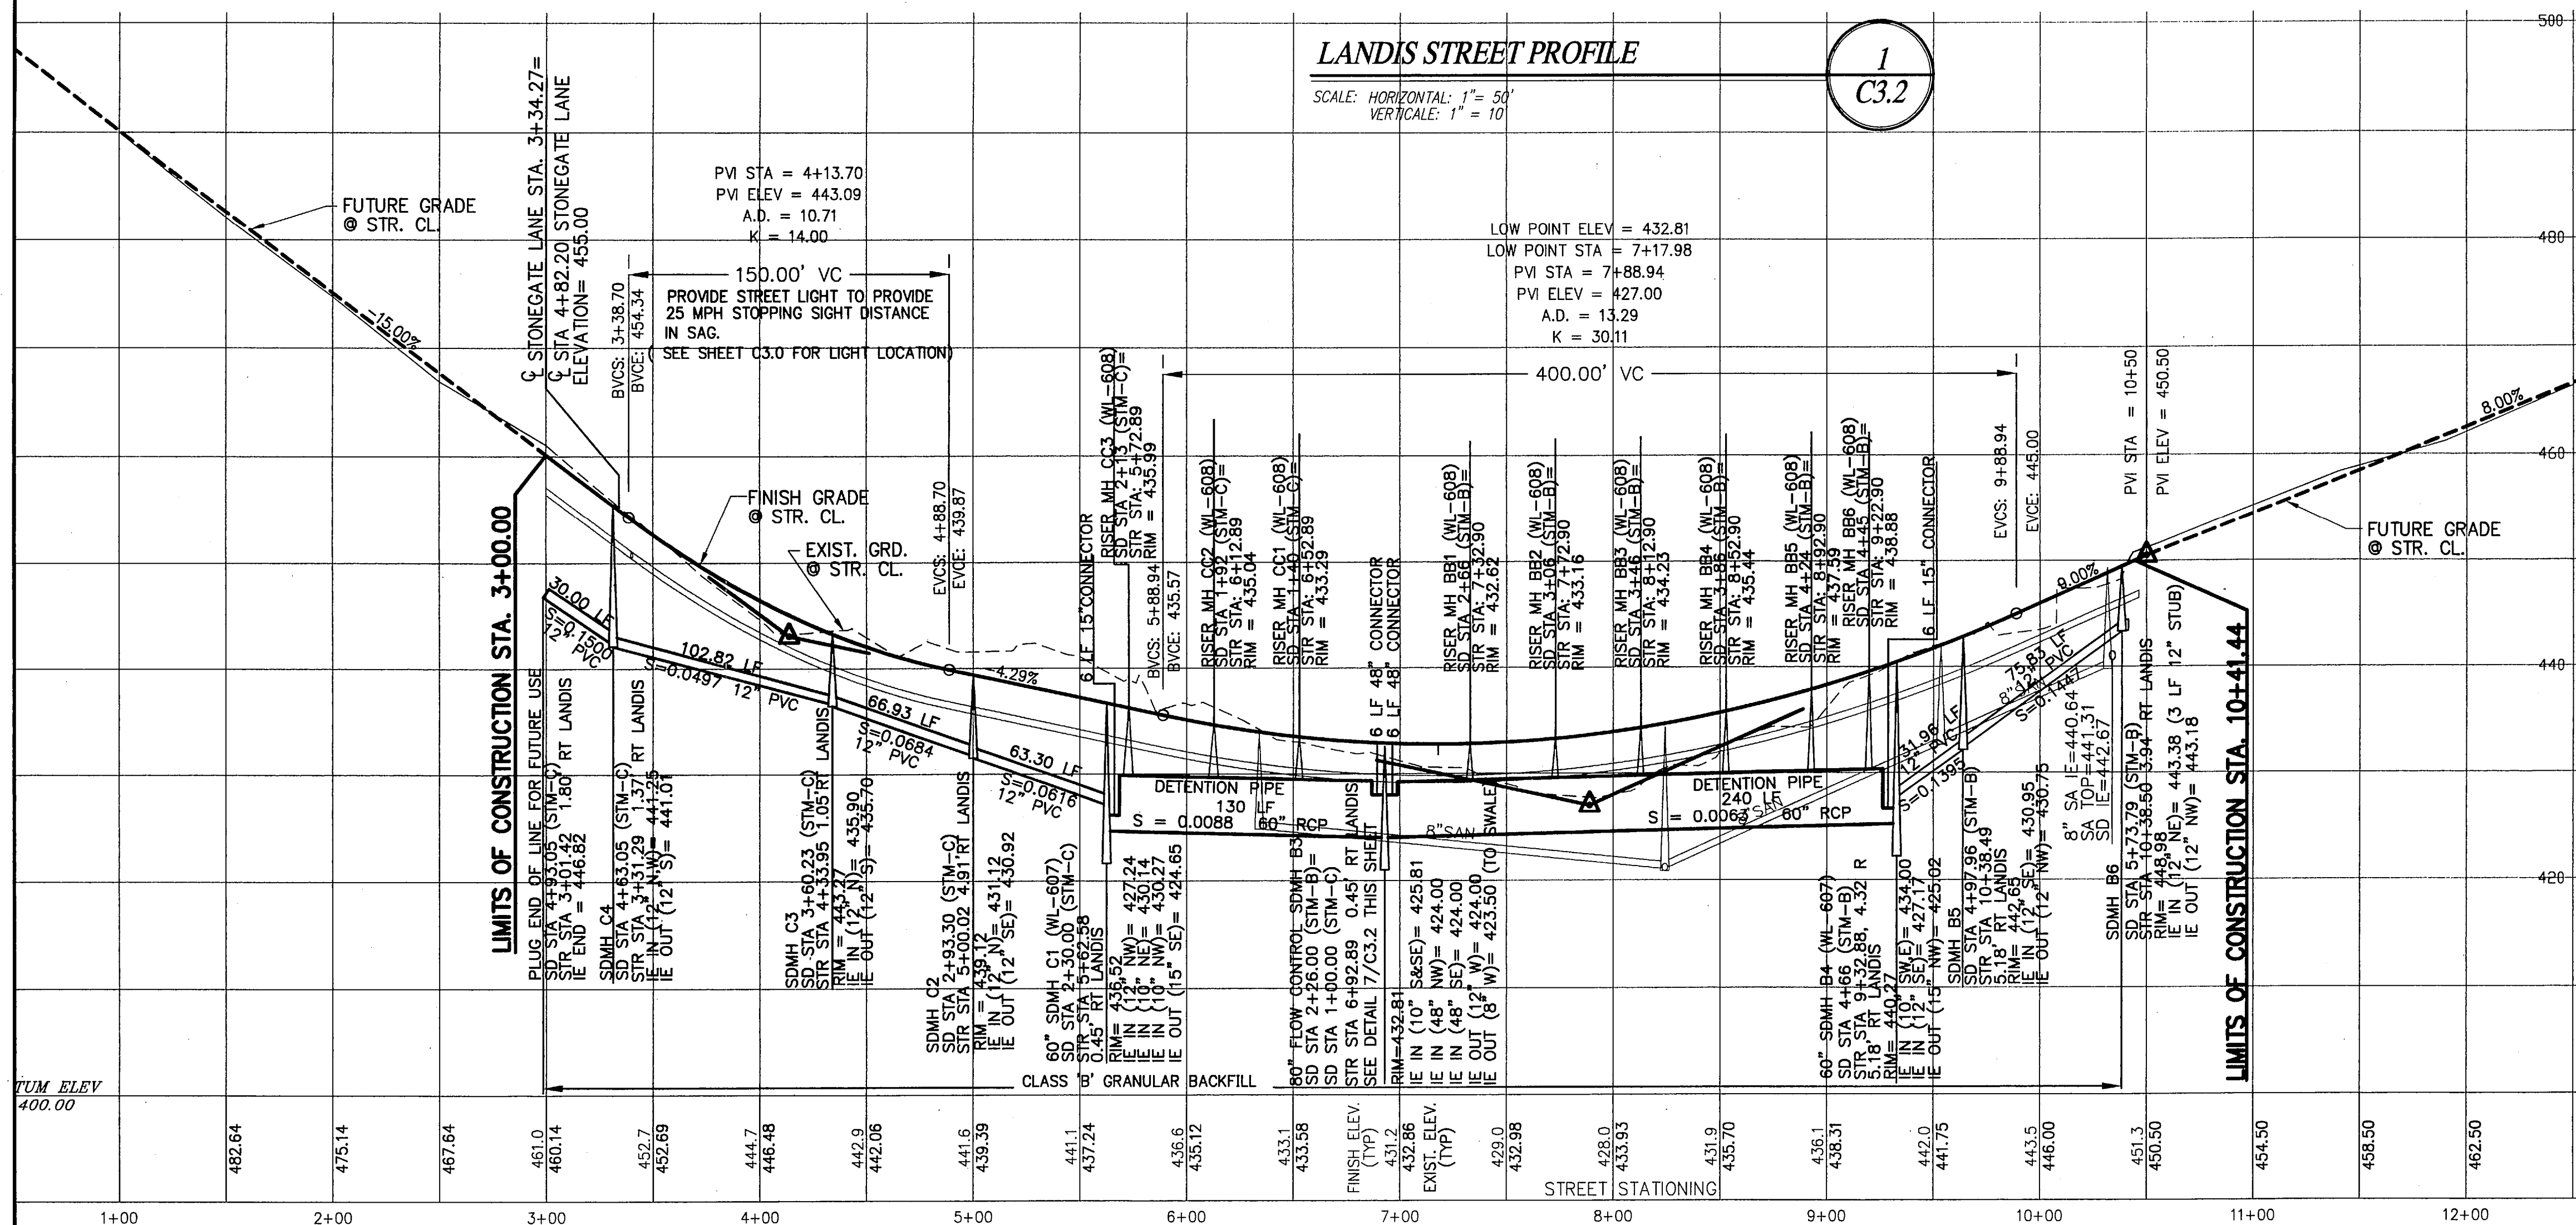 LANDIS STREET PROFILE
SCALE: HORIZONTAL: 1"= 50'
VERTICALE: 1" = 10'
1
C3.2
500
480
460
440
420
FUTURE GRADE
@ STR. CL.
-15.00%
℄ STONEGATE LANE STA. 3+34.27=
℄ STA 4+82.20 STONEGATE LANE
ELEVATION= 455.00
PVI STA = 4+13.70
PVI ELEV = 443.09
A.D. = 10.71
K = 14.00
150.00' VC
BVCS: 3+38.70
BVCE: 454.34
PROVIDE STREET LIGHT TO PROVIDE
25 MPH STOPPING SIGHT DISTANCE
IN SAG.
( SEE SHEET C3.0 FOR LIGHT LOCATION)
EVCS: 4+88.70
EVCE: 439.87
LOW POINT ELEV = 432.81
LOW POINT STA = 7+17.98
PVI STA = 7+88.94
PVI ELEV = 427.00
A.D. = 13.29
K = 30.11
400.00' VC
BVCS: 5+88.94
BVCE: 435.57
EVCS: 9+88.94
EVCE: 445.00
PVI STA = 10+50
PVI ELEV = 450.50
8.00%
FUTURE GRADE
@ STR. CL.
FINISH GRADE
@ STR. CL.
EXIST. GRD.
@ STR. CL.
-4.29%
9.00%
LIMITS OF CONSTRUCTION STA. 3+00.00
30.00 LF
S=0.1500
12" PVC
102.82 LF
S=0.0497 12" PVC
66.93 LF
S=0.0684
12" PVC
63.30 LF
S=0.0616
12" PVC
6 LF 15" CONNECTOR
RISER MH CC3 (WL-608)
SD STA 2+13 (STM-C)=
STR STA: 5+72.89
RIM = 435.99
RISER MH CC2 (WL-608)
SD STA 1+92 (STM-C)=
STR STA: 6+12.89
RIM = 435.04
RISER MH CC1 (WL-608)
SD STA 1+40 (STM-C)=
STR STA: 6+52.89
RIM = 433.29
6 LF 48" CONNECTOR
6 LF 48" CONNECTOR
RISER MH BB1 (WL-608)
SD STA 2+66 (STM-B)=
STR STA: 7+32.90
RIM = 432.62
RISER MH BB2 (WL-608)
SD STA 3+06 (STM-B)=
STR STA: 7+72.90
RIM = 433.16
RISER MH BB3 (WL-608)
SD STA 3+46 (STM-B)=
STR STA: 8+12.90
RIM = 434.23
RISER MH BB4 (WL-608)
SD STA 3+86 (STM-B)=
STR STA: 8+52.90
RIM = 435.44
RISER MH BB5 (WL-608)
SD STA 4+24 (STM-B)=
STR STA: 8+92.90
RIM = 437.39
RISER MH BB6 (WL-608)
SD STA 4+45 (STM-B)=
STR STA: 9+22.90
RIM = 438.88
6 LF 15" CONNECTOR
DETENTION PIPE
130 LF
S = 0.0088 60" RCP
8"SAN
DETENTION PIPE
240 LF
S = 0.0063 60" RCP
31.96 LF
12" PVC
S=0.1395
75.83 LF
12" PVC
S=0.1447
8" SA IE=440.64
SA TOP=441.31
SD IE=442.67
PLUG END OF LINE FOR FUTURE USE
SD STA 4+93.05 (STM-C)
STR STA 3+01.42 1.80' RT LANDIS
IE END = 446.82
SDMH C4
SD STA 4+63.05 (STM-C)
STR STA 3+31.29 1.37' RT LANDIS
IE IN (12" N,W)= 441.25
IE OUT (12" S)= 441.01
SDMH C3
SD STA 3+60.23 (STM-C)
STR STA 4+33.95 1.05'RT LANDIS
RIM = 443.27
IE IN (12" N)= 435.90
IE OUT (12" S)= 435.70
SDMH C2
SD STA 2+93.30 (STM-C)
STR STA 5+00.02 4.91'RT LANDIS
RIM = 439.12
IE IN (12" N)= 431.12
IE OUT (12" SE)= 430.92
60" SDMH C1 (WL-607)
SD STA 2+30.00 (STM-C)
STR STA 5+62.58
0.45' RT LANDIS
RIM= 436.52
IE IN (12" NW)= 427.24
IE IN (10" NE)= 430.14
IE IN (10" NW)= 430.27
IE OUT (15" SE)= 424.65
80" FLOW CONTROL SDMH B3
SD STA 2+26.00 (STM-B)=
SD STA 1+00.00 (STM-C)
STR STA 6+92.89 0.45' RT LANDIS
SEE DETAIL 7/C3.2 THIS SHEET
RIM=432.81
IE IN (10" S&SE)= 425.81
IE IN (48" NW)= 424.00
IE IN (48" SE)= 424.00
IE OUT (12" W)= 424.00
IE OUT (8" W)= 423.50 (TO SWALE)
60" SDMH B4 (WL-607)
SD STA 4+66 (STM-B)
STR STA 9+32.88, 4.32 R
5.18' RT LANDIS
RIM= 440.27
IE IN (10" SW,E)= 434.00
IE IN (12" SE)= 427.17
IE OUT (15" NW)= 425.02
SDMH B5
SD STA 4+97.96 (STM-B)
STR STA 10+38.49
5.18' RT LANDIS
RIM= 442.65
IE IN (12" SE)= 430.95
IE OUT (12" NW)= 430.75
SDMH B6
SD STA 5+73.79 (STM-B)
STR STA 10+38.50 3.94' RT LANDIS
RIM= 448.98
IE IN (12" NE)= 443.38 (3 LF 12" STUB)
IE OUT (12" NW)= 443.18
LIMITS OF CONSTRUCTION STA. 10+41.44
CLASS 'B' GRANULAR BACKFILL
TUM ELEV
400.00
482.64
475.14
467.64
461.0
460.14
452.7
452.69
444.7
446.48
442.9
442.06
441.6
439.39
441.1
437.24
436.6
435.12
433.1
433.58
FINISH ELEV.
(TYP)
431.2
432.86
EXIST. ELEV.
(TYP)
429.0
432.98
428.0
433.93
431.9
435.70
436.1
438.31
442.0
441.75
443.5
446.00
451.3
450.50
454.50
458.50
462.50
STREET STATIONING
1+00
2+00
3+00
4+00
5+00
6+00
7+00
8+00
9+00
10+00
11+00
12+00